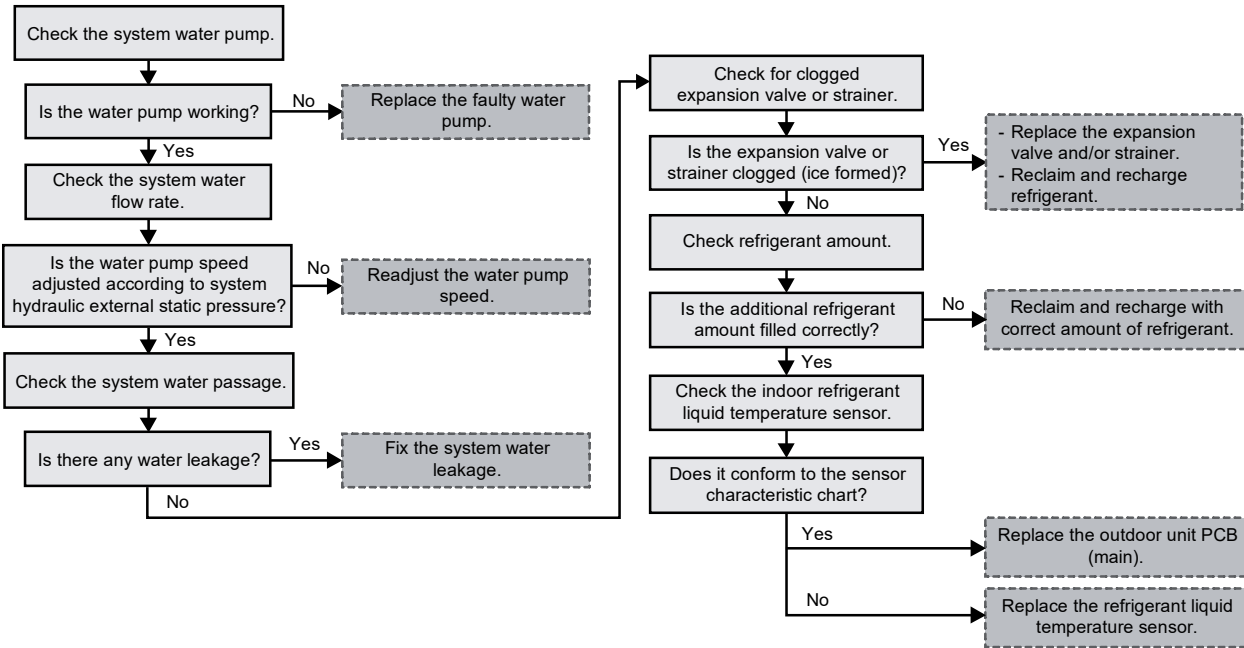 Check the system water pump.
Is the water pump working?
No
Replace the faulty water
pump.
Yes
Check the system water
flow rate.
Is the water pump speed
adjusted according to system
hydraulic external static pressure?
No
Readjust the water pump
speed.
Yes
Check the system water passage.
Is there any water leakage?
Yes
Fix the system water
leakage.
No
Check for clogged
expansion valve or strainer.
Is the expansion valve or
strainer clogged (ice formed)?
Yes
- Replace the expansion
valve and/or strainer.
- Reclaim and recharge
refrigerant.
No
Check refrigerant amount.
Is the additional refrigerant
amount filled correctly?
No
Reclaim and recharge with
correct amount of refrigerant.
Yes
Check the indoor refrigerant
liquid temperature sensor.
Does it conform to the sensor
characteristic chart?
Yes
Replace the outdoor unit PCB
(main).
No
Replace the refrigerant liquid
temperature sensor.